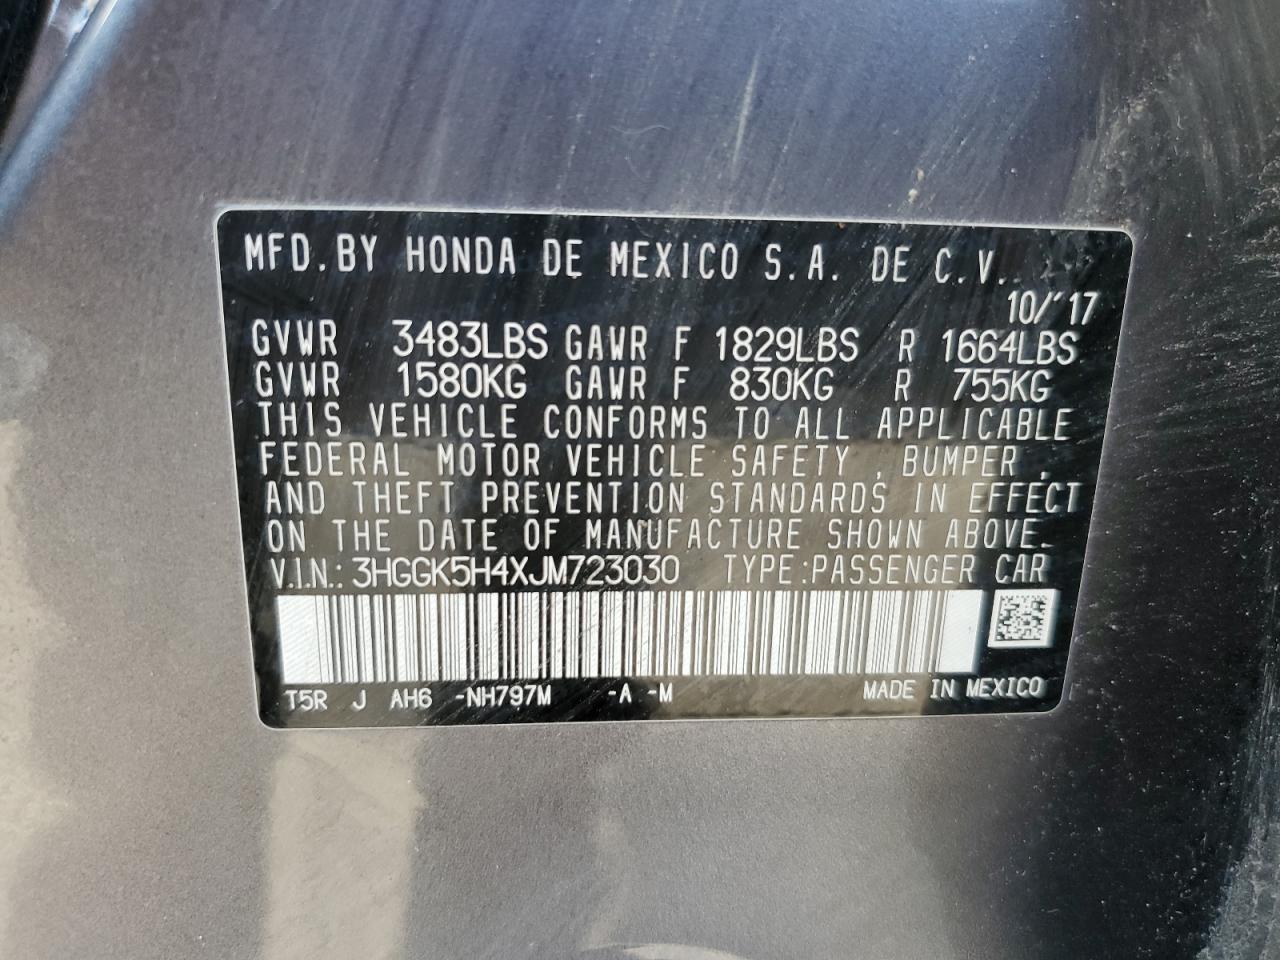 MFD. BY HONDA DE MEXICO S.A. DE C.V.
10/'17
GVWR 3483LBS GAWR F 1829LBS R 1664LBS
GVWR 1580KG GAWR F 830KG R 755KG
THIS VEHICLE CONFORMS TO ALL APPLICABLE
FEDERAL MOTOR VEHICLE SAFETY, BUMPER,
AND THEFT PREVENTION STANDARDS IN EFFECT
ON THE DATE OF MANUFACTURE SHOWN ABOVE.
V.I.N.: 3HGGK5H4XJM723030 TYPE:PASSENGER CAR
T5R J AH6 -NH797M -A -M MADE IN MEXICO